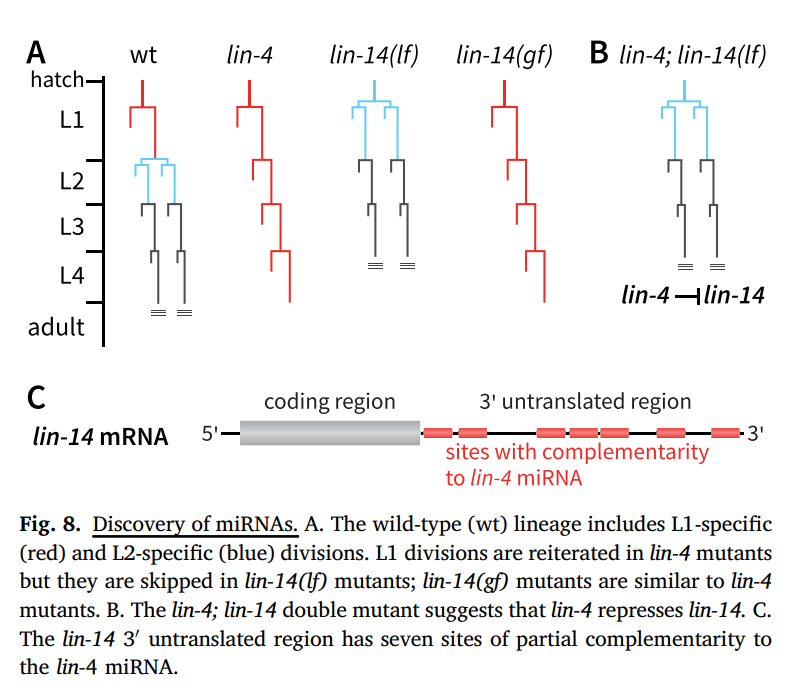 A wt lin-4 lin-14(lf) lin-14(gf) B lin-4; lin-14(lf)
hatch
L1
L2
L3
L4
adult
lin-4 ⊣ lin-14
C
coding region 3' untranslated region
lin-14 mRNA 5' 3'
sites with complementarity
to lin-4 miRNA
Fig. 8. Discovery of miRNAs. A. The wild-type (wt) lineage includes L1-specific
(red) and L2-specific (blue) divisions. L1 divisions are reiterated in lin-4 mutants
but they are skipped in lin-14(lf) mutants; lin-14(gf) mutants are similar to lin-4
mutants. B. The lin-4; lin-14 double mutant suggests that lin-4 represses lin-14. C.
The lin-14 3′ untranslated region has seven sites of partial complementarity to
the lin-4 miRNA.